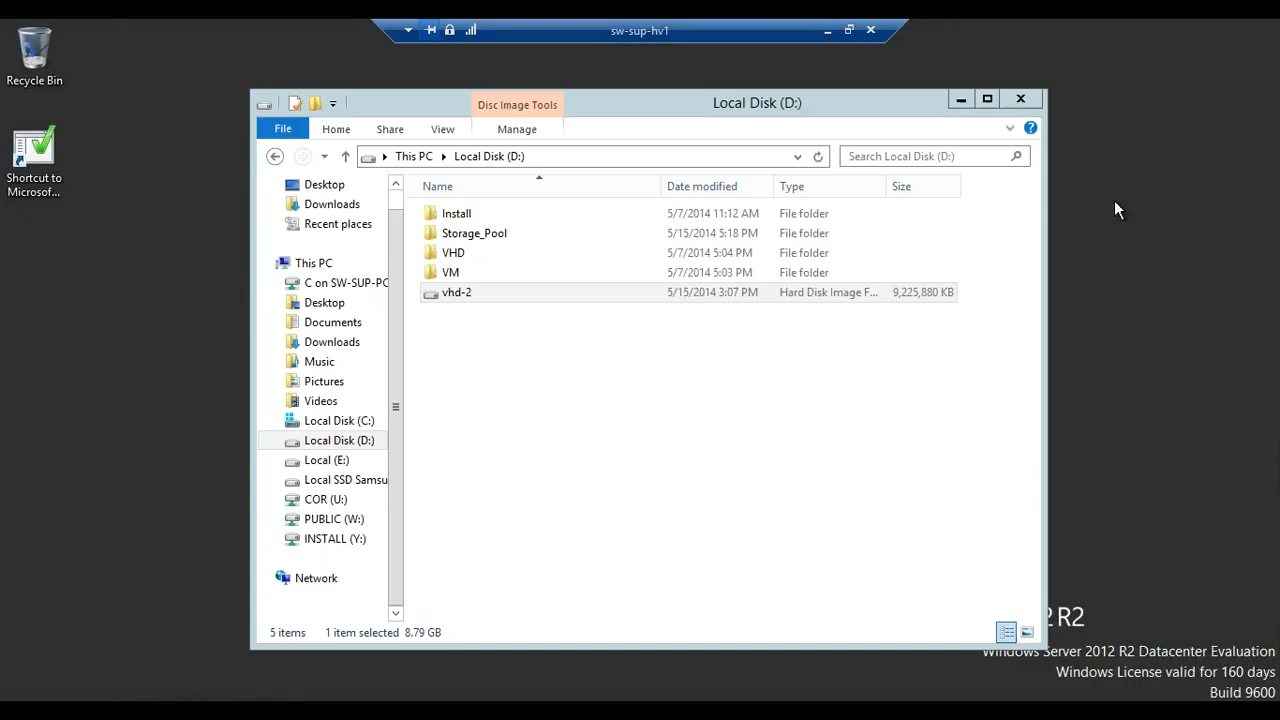 sw-sup-hv1
Recycle Bin
Shortcut to
Microsof...
Disc Image Tools
Local Disk (D:)
File
Home
Share
View
Manage
This PC
Local Disk (D:)
Search Local Disk (D:)
Name
Date modified
Type
Size
Desktop
Downloads
Recent places
This PC
C on SW-SUP-PC
Desktop
Documents
Downloads
Music
Pictures
Videos
Local Disk (C:)
Local Disk (D:)
Local (E:)
Local SSD Samsu
COR (U:)
PUBLIC (W:)
INSTALL (Y:)
Network
Install 5/7/2014 11:12 AM File folder
Storage_Pool 5/15/2014 5:18 PM File folder
VHD 5/7/2014 5:04 PM File folder
VM 5/7/2014 5:03 PM File folder
vhd-2 5/15/2014 3:07 PM Hard Disk Image F... 9,225,880 KB
5 items 1 item selected 8.79 GB
2 R2
Windows Server 2012 R2 Datacenter Evaluation
Windows License valid for 160 days
Build 9600